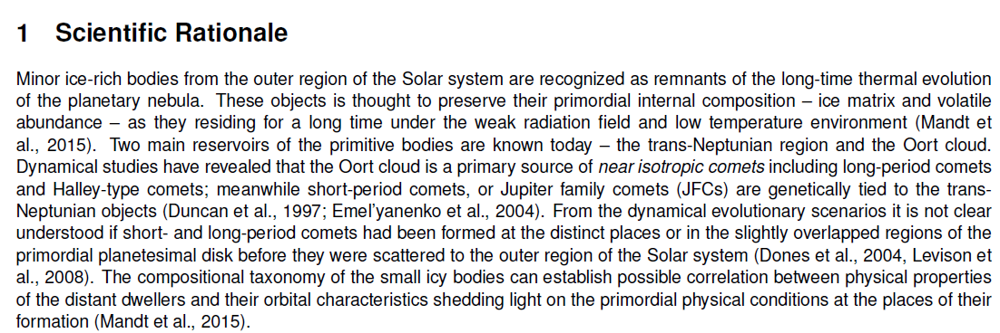 1 Scientific Rationale
Minor ice-rich bodies from the outer region of the Solar system are recognized as remnants of the long-time thermal evolution
of the planetary nebula. These objects is thought to preserve their primordial internal composition – ice matrix and volatile
abundance – as they residing for a long time under the weak radiation field and low temperature environment (Mandt et
al., 2015). Two main reservoirs of the primitive bodies are known today – the trans-Neptunian region and the Oort cloud.
Dynamical studies have revealed that the Oort cloud is a primary source of near isotropic comets including long-period comets
and Halley-type comets; meanwhile short-period comets, or Jupiter family comets (JFCs) are genetically tied to the trans-
Neptunian objects (Duncan et al., 1997; Emel'yanenko et al., 2004). From the dynamical evolutionary scenarios it is not clear
understood if short- and long-period comets had been formed at the distinct places or in the slightly overlapped regions of the
primordial planetesimal disk before they were scattered to the outer region of the Solar system (Dones et al., 2004, Levison et
al., 2008). The compositional taxonomy of the small icy bodies can establish possible correlation between physical properties
of the distant dwellers and their orbital characteristics shedding light on the primordial physical conditions at the places of their
formation (Mandt et al., 2015).